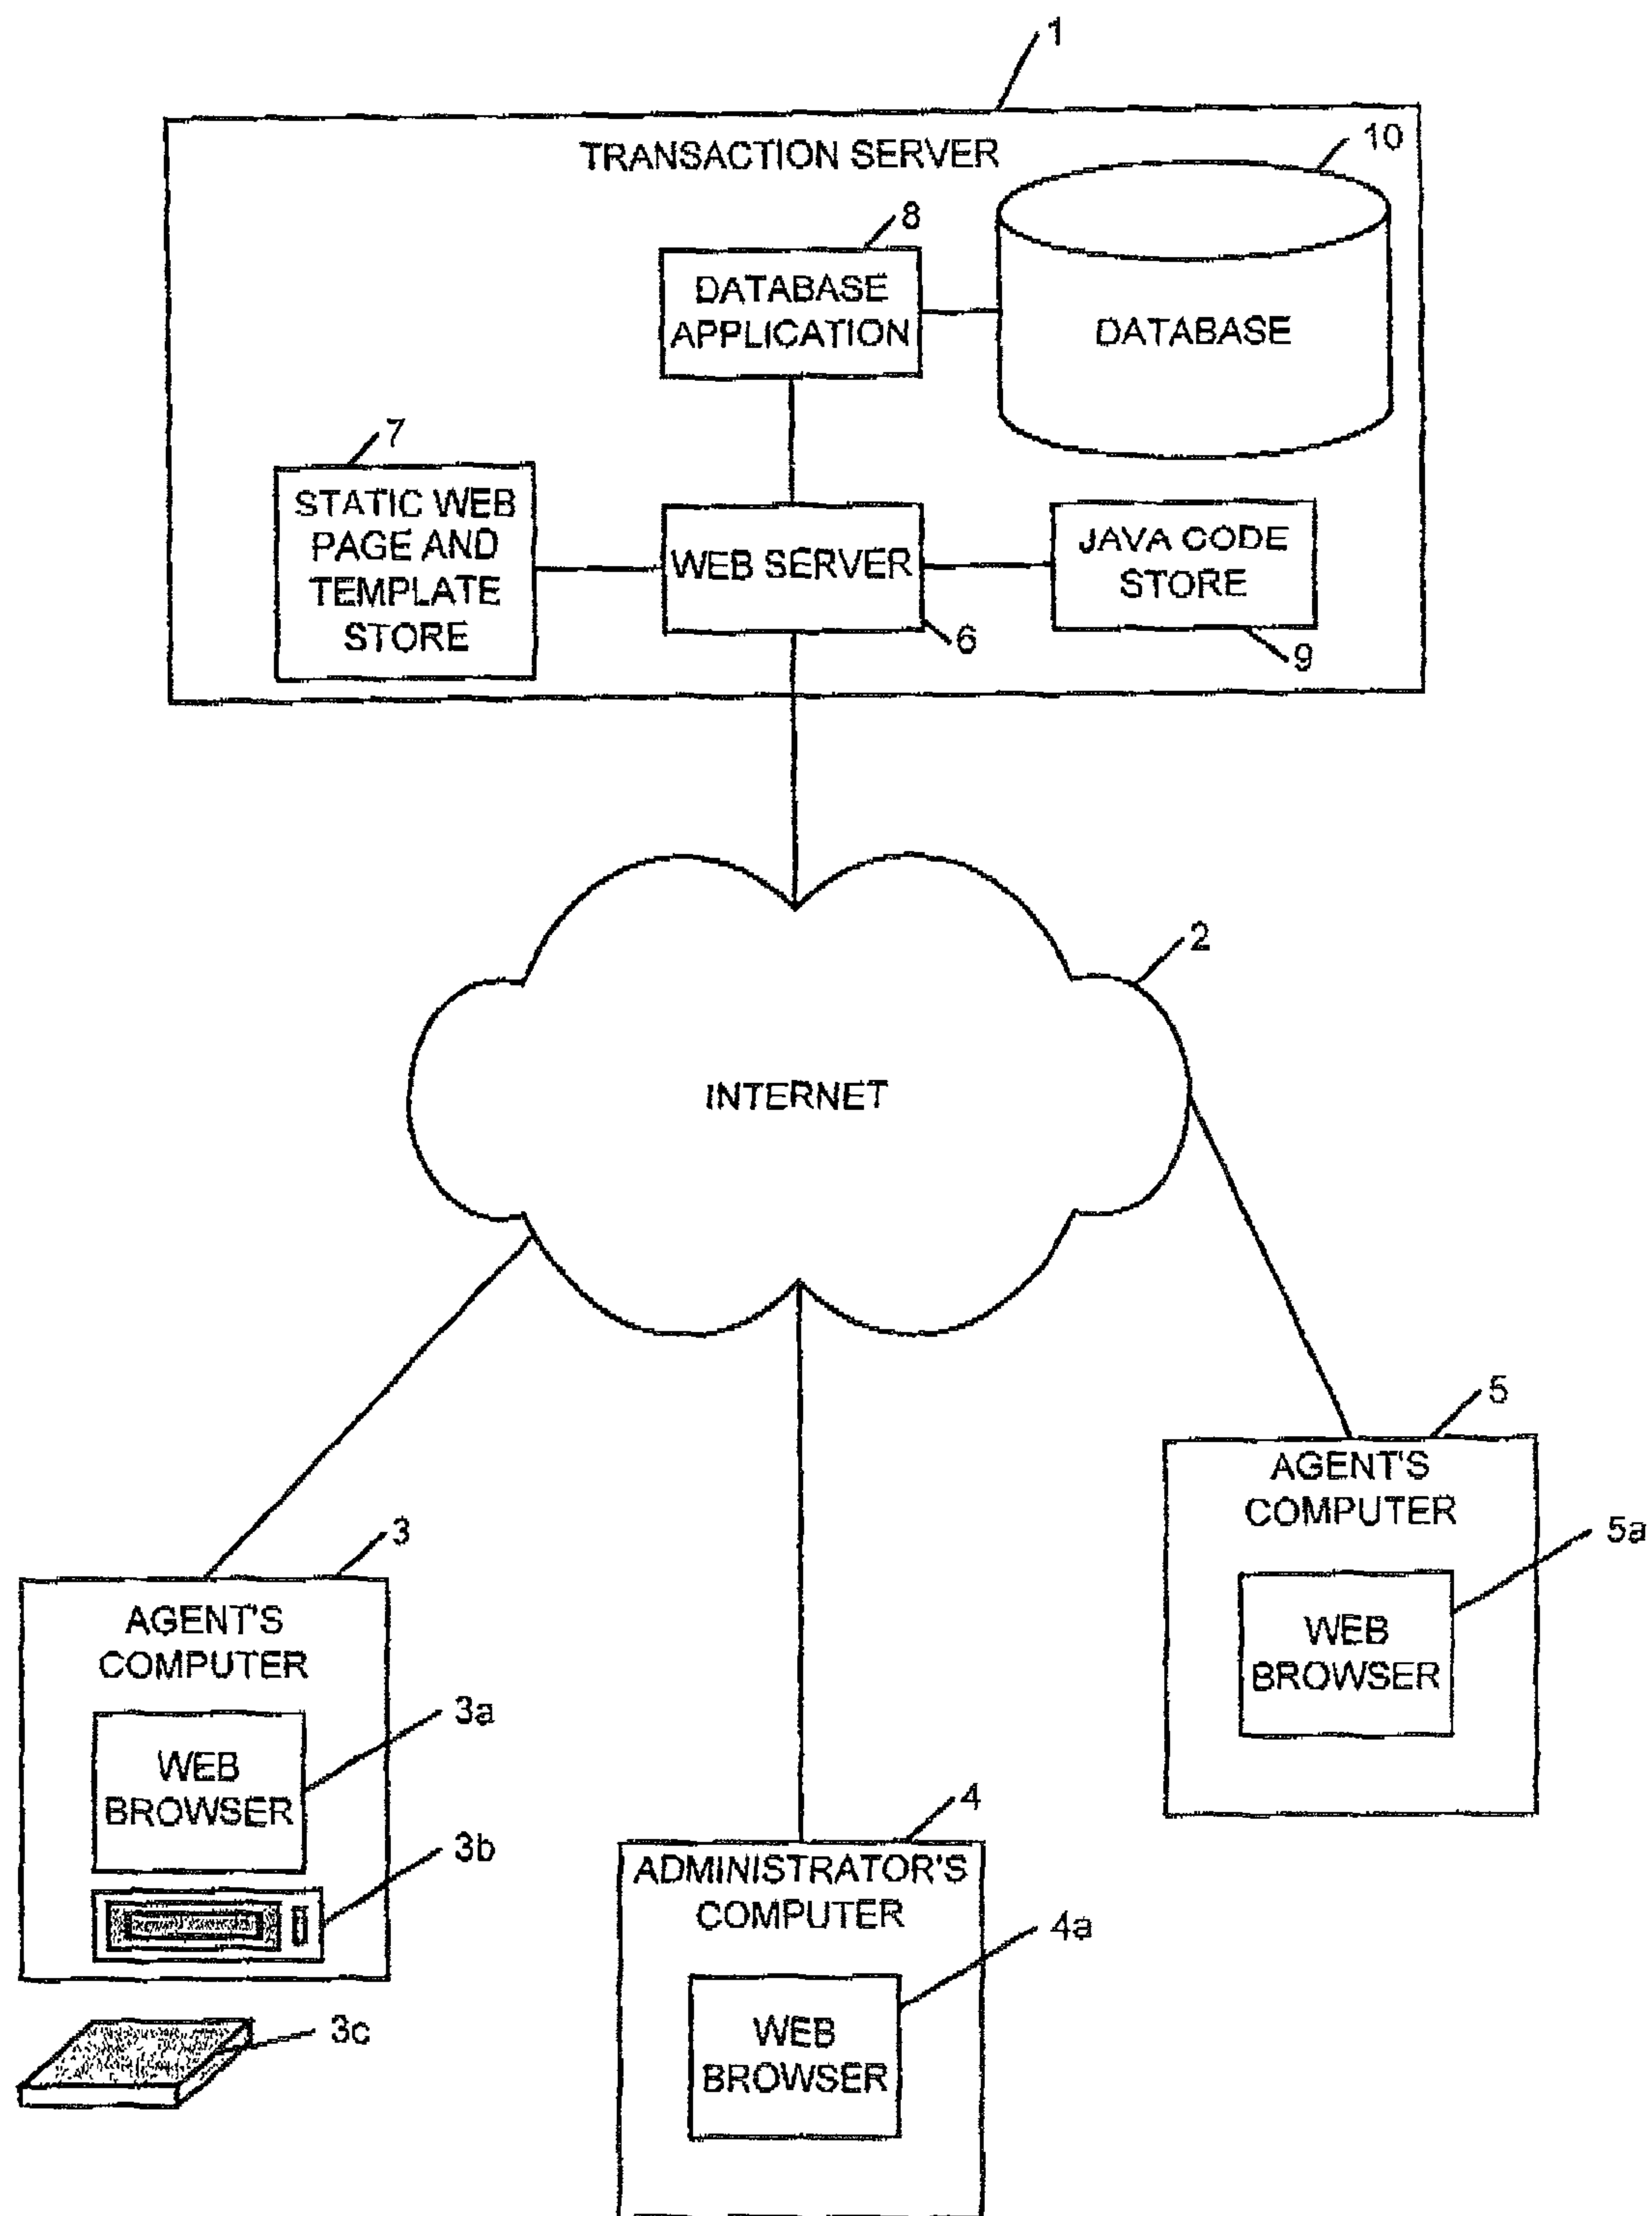 1
TRANSACTION SERVER
10
8
DATABASE
APPLICATION
DATABASE
7
STATIC WEB
PAGE AND
TEMPLATE
STORE
WEB SERVER
JAVA CODE
STORE
6
9
2
INTERNET
5
AGENT'S
COMPUTER
5a
WEB
BROWSER
3
AGENT'S
COMPUTER
3a
WEB
BROWSER
3b
3c
4
ADMINISTRATOR'S
COMPUTER
4a
WEB
BROWSER